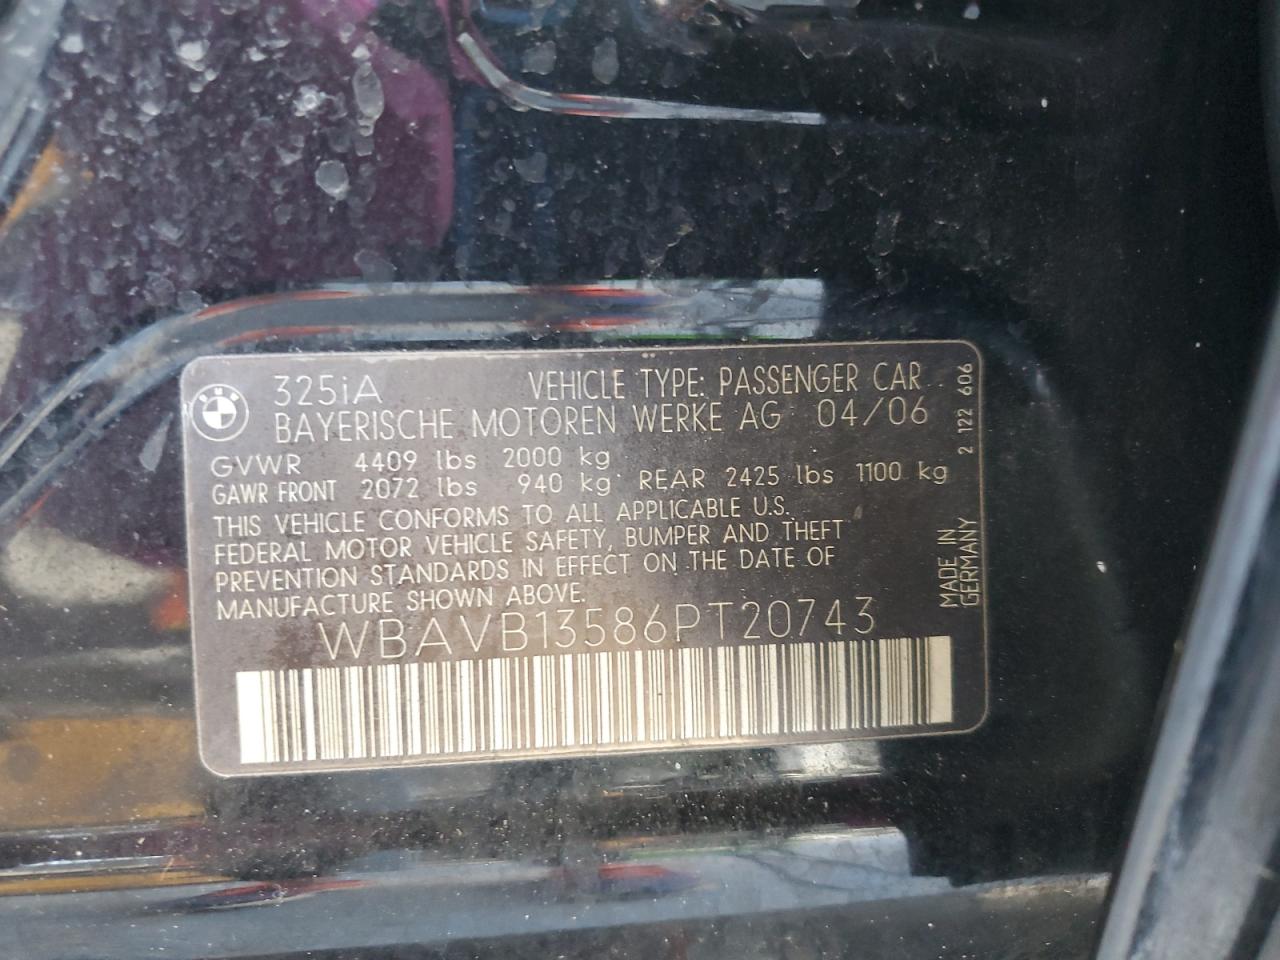 BMW
325iA VEHICLE TYPE: PASSENGER CAR
BAYERISCHE MOTOREN WERKE AG 04/06
GVWR 4409 lbs 2000 kg
GAWR FRONT 2072 lbs 940 kg REAR 2425 lbs 1100 kg
THIS VEHICLE CONFORMS TO ALL APPLICABLE U.S.
FEDERAL MOTOR VEHICLE SAFETY, BUMPER AND THEFT
PREVENTION STANDARDS IN EFFECT ON THE DATE OF
MANUFACTURE SHOWN ABOVE.
WBAVB13586PT20743
MADE IN
GERMANY 2 122 606